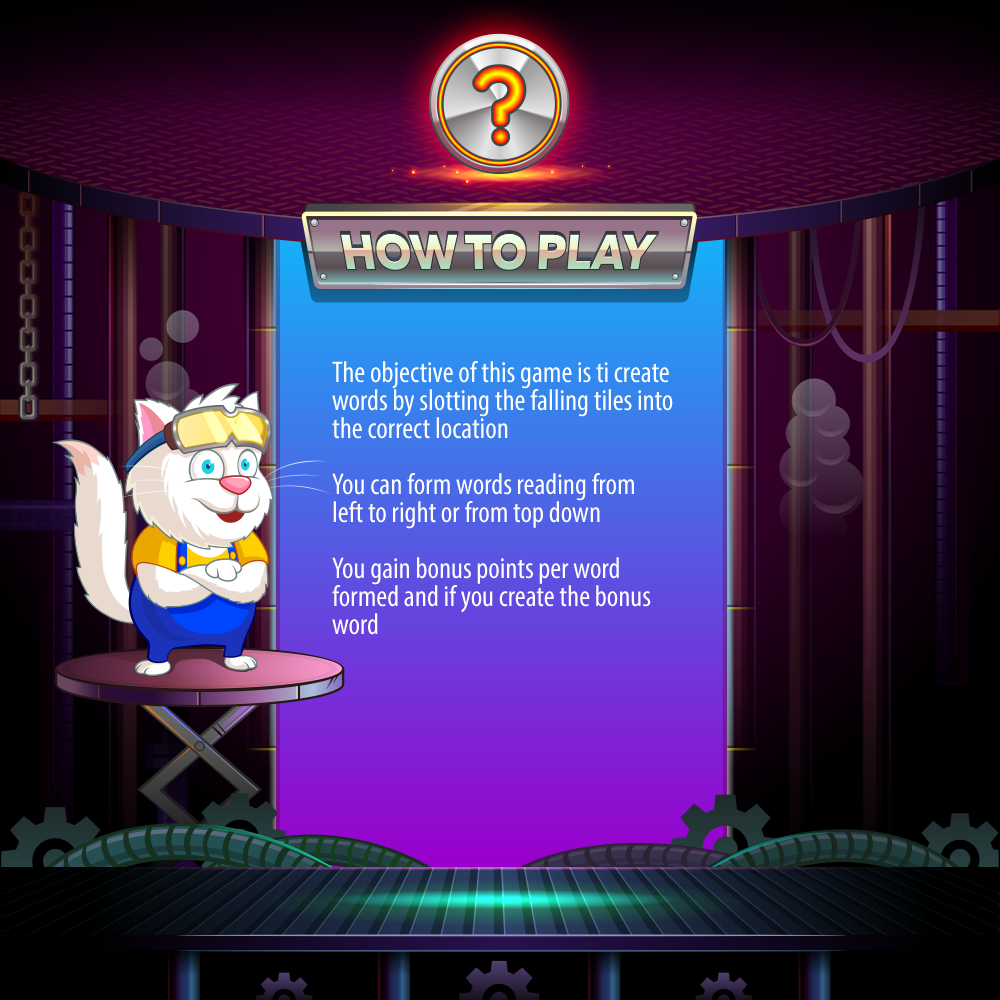 ?
HOW TO PLAY
The objective of this game is ti create
words by slotting the falling tiles into
the correct location
You can form words reading from
left to right or from top down
You gain bonus points per word
formed and if you create the bonus
word